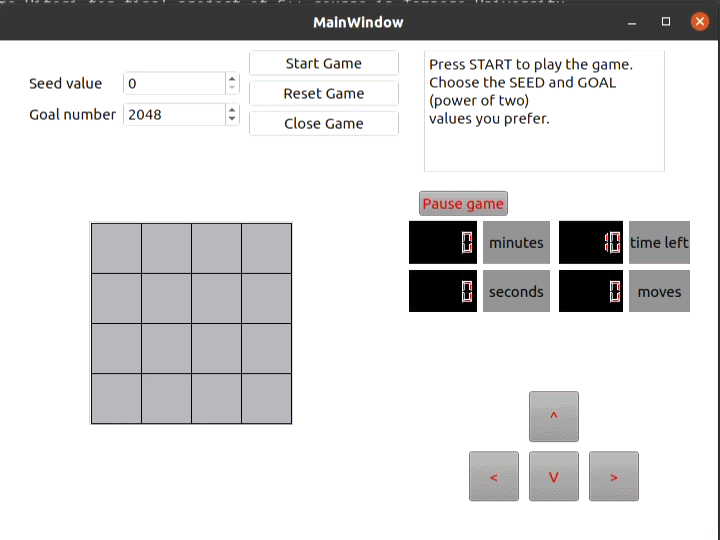 MainWindow
Seed value
0
Goal number
2048
Start Game
Reset Game
Close Game
Press START to play the game.
Choose the SEED and GOAL
(power of two)
values you prefer.
Pause game
0
minutes
10
time left
0
seconds
0
moves
^
<
V
>